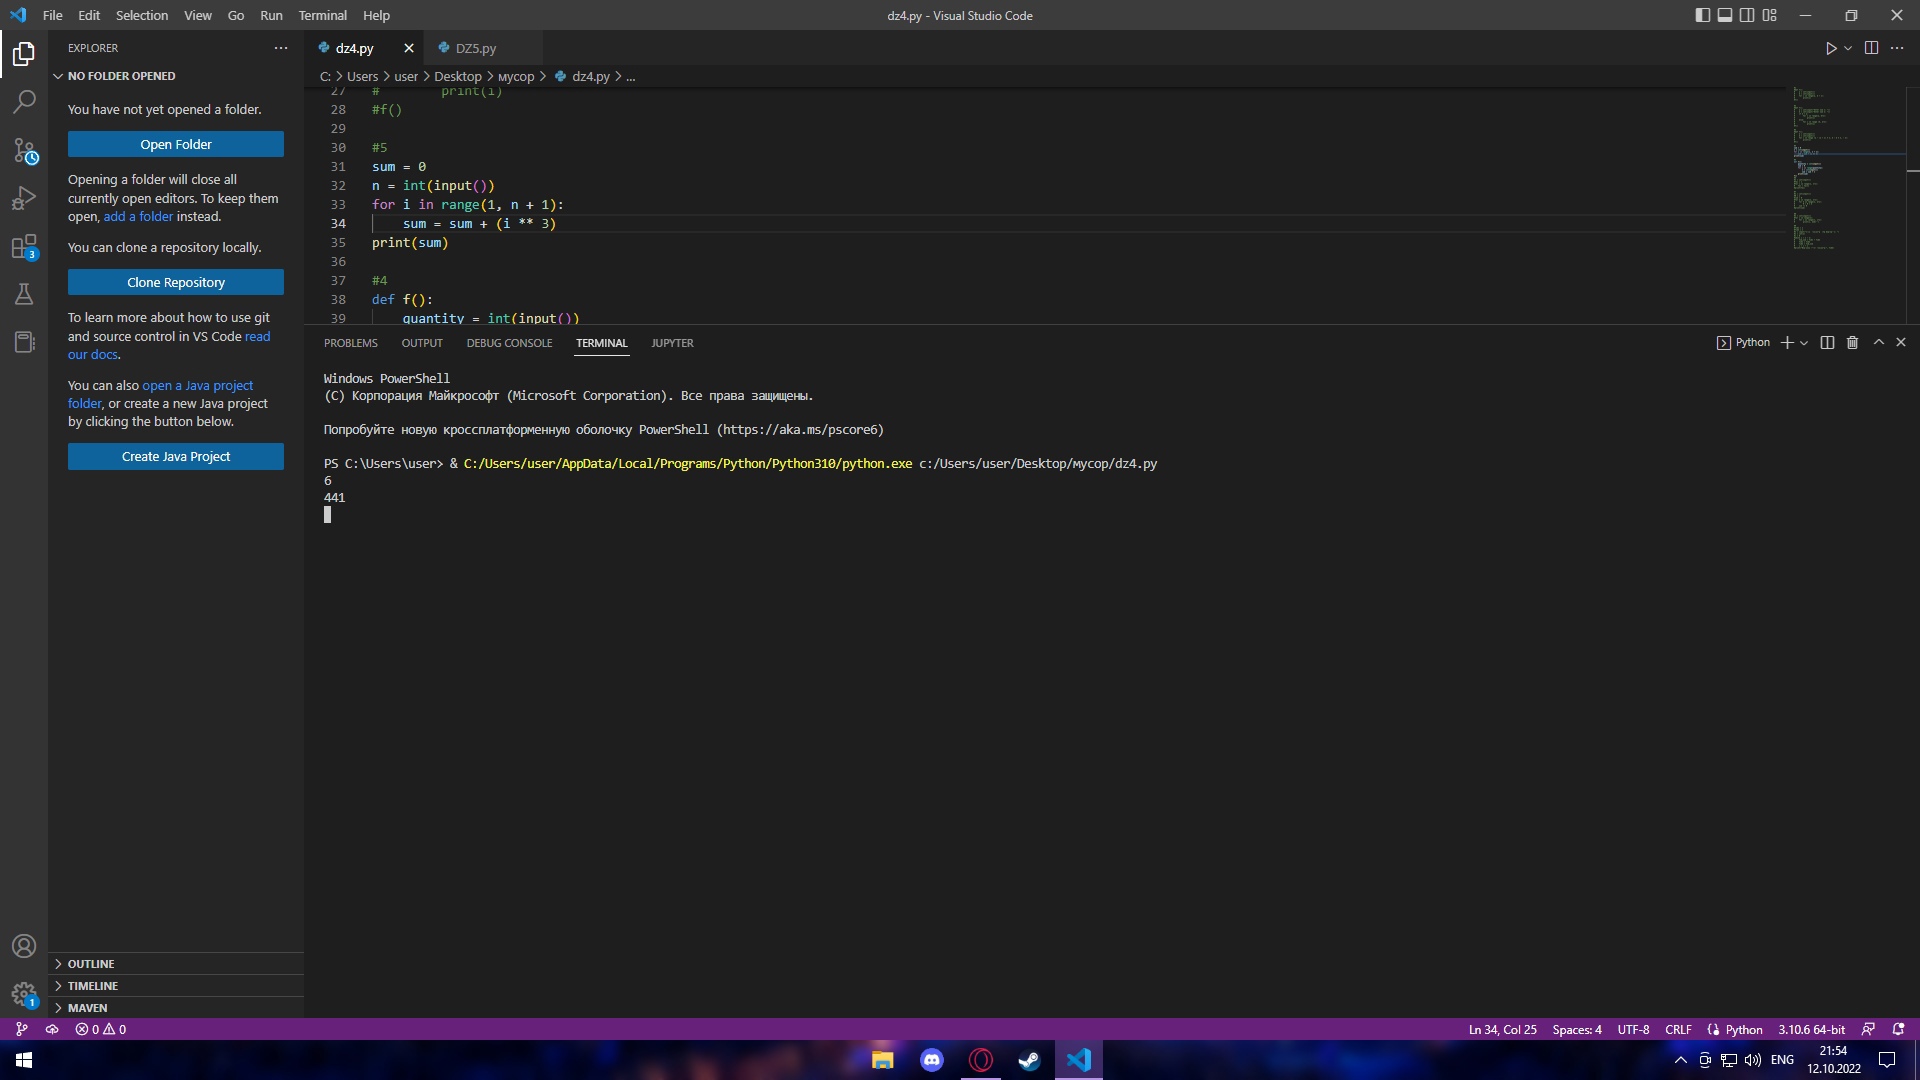 File Edit Selection View Go Run Terminal Help
dz4.py - Visual Studio Code
EXPLORER
NO FOLDER OPENED
You have not yet opened a folder.
Open Folder
Opening a folder will close all
currently open editors. To keep them
open, add a folder instead.
You can clone a repository locally.
Clone Repository
To learn more about how to use git
and source control in VS Code read
our docs.
You can also open a Java project
folder, or create a new Java project
by clicking the button below.
Create Java Project
OUTLINE
TIMELINE
MAVEN
3
1
dz4.py
DZ5.py
C: > Users > user > Desktop > мусор > dz4.py > ...
27 # print(i)
28 #f()
29
30 #5
31 sum = 0
32 n = int(input())
33 for i in range(1, n + 1):
34 sum = sum + (i ** 3)
35 print(sum)
36
37 #4
38 def f():
39 quantity = int(input())
PROBLEMS OUTPUT DEBUG CONSOLE TERMINAL JUPYTER
Python
Windows PowerShell
(C) Корпорация Майкрософт (Microsoft Corporation). Все права защищены.
Попробуйте новую кроссплатформенную оболочку PowerShell (https://aka.ms/pscore6)
PS C:\Users\user> & C:/Users/user/AppData/Local/Programs/Python/Python310/python.exe c:/Users/user/Desktop/мусор/dz4.py
6
441
0 0
Ln 34, Col 25 Spaces: 4 UTF-8 CRLF Python 3.10.6 64-bit
ENG
21:54
12.10.2022